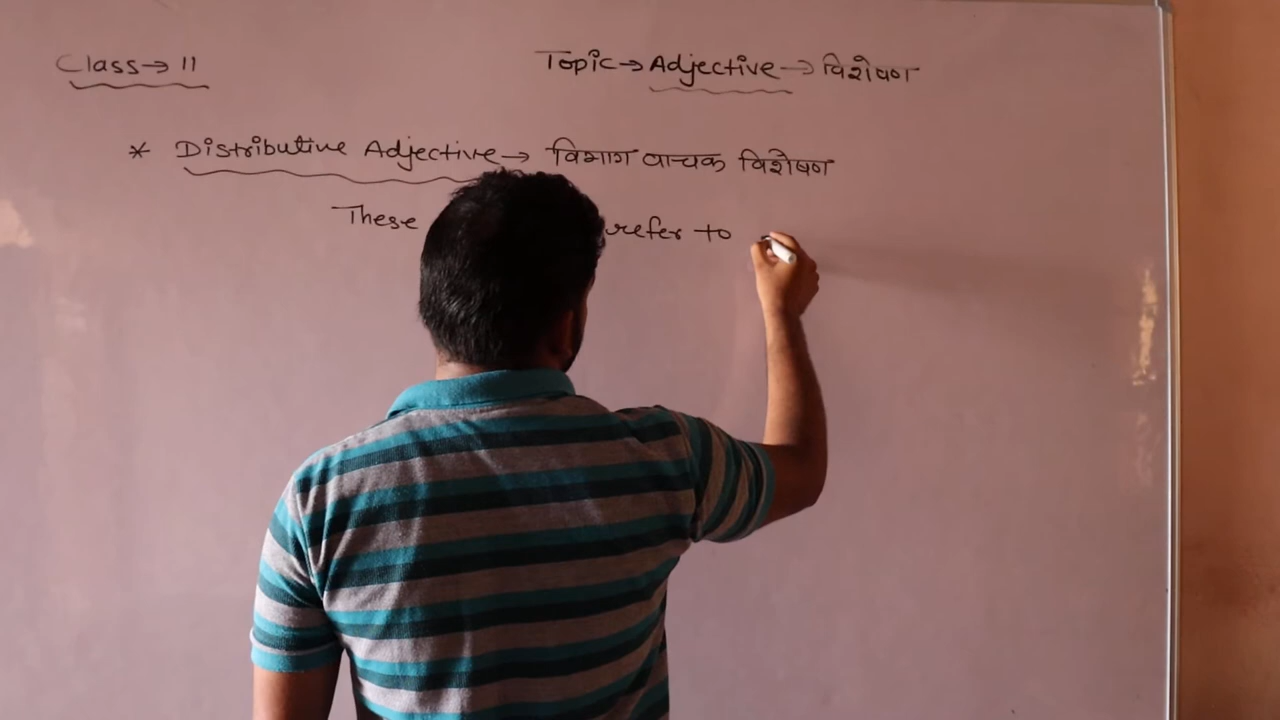 Class→ 11
Topic→ Adjective → विशेषण
* Distributive Adjective→ विभाग वाचक विशेषण
These refer to